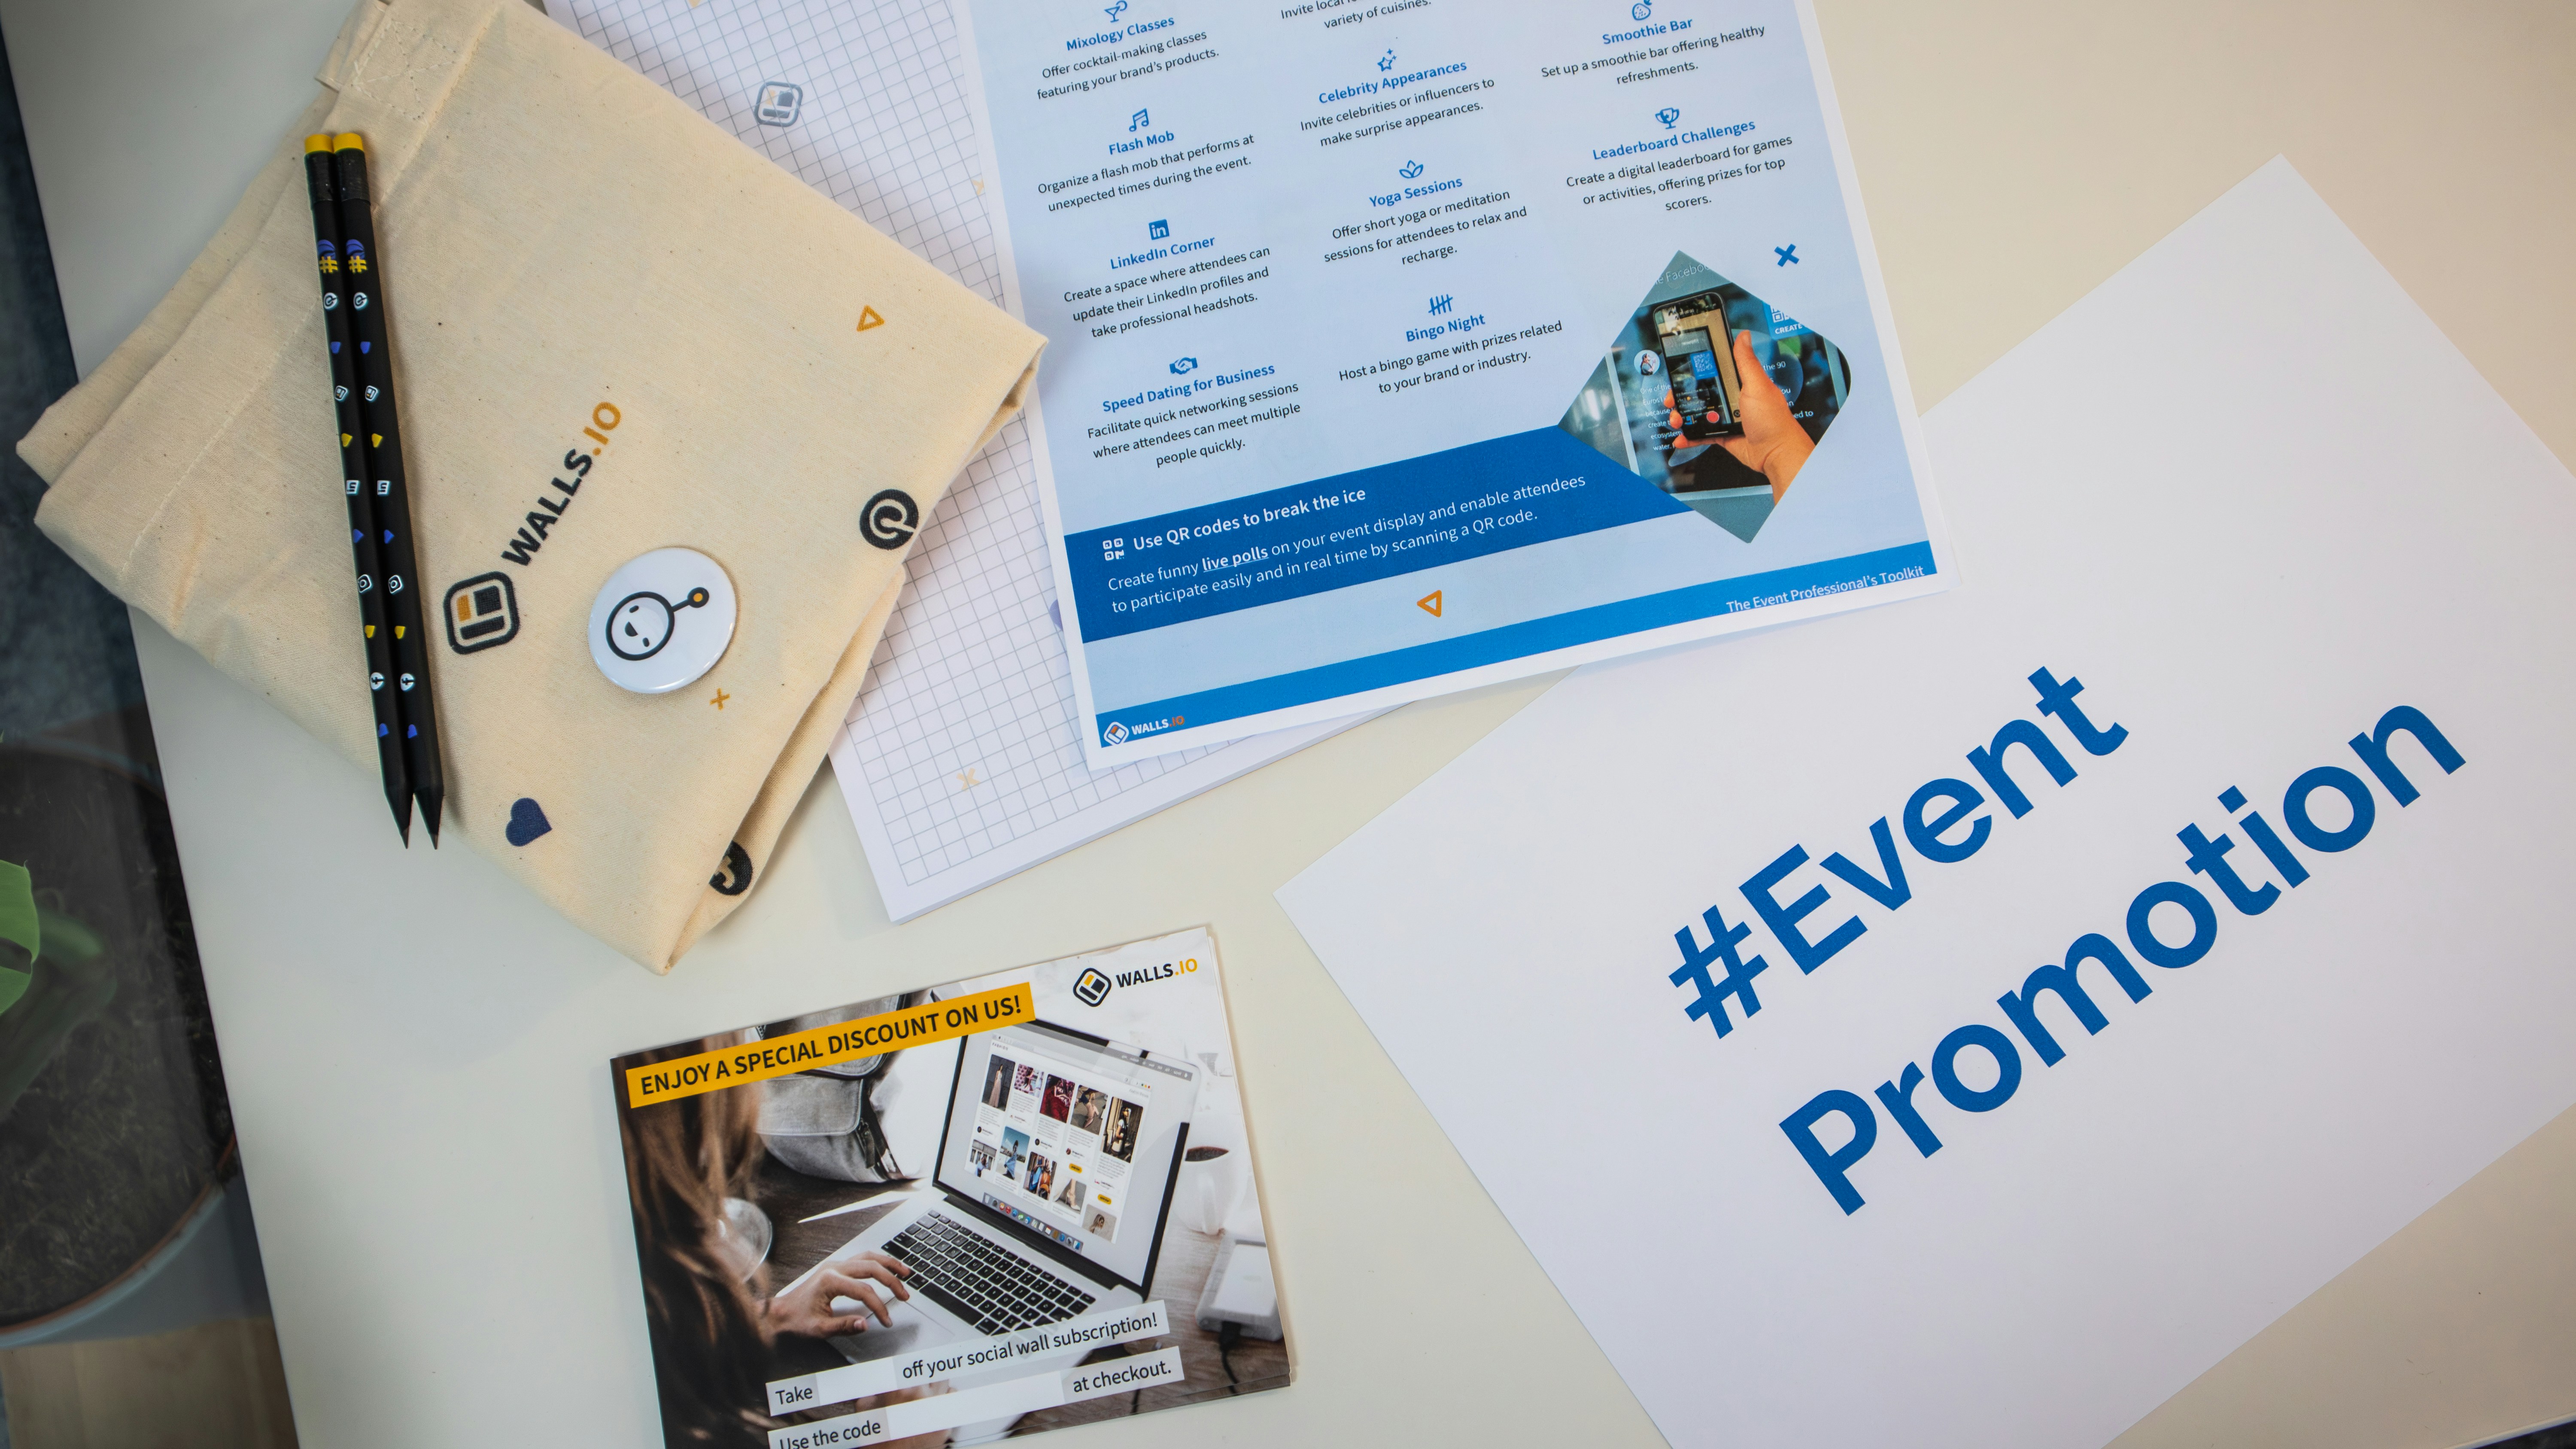 WALLS.IO
Mixology Classes
Offer cocktail-making classes
featuring your brand's products.
Flash Mob
Organize a flash mob that performs at
unexpected times during the event.
in
LinkedIn Corner
Create a space where attendees can
update their LinkedIn profiles and
take professional headshots.
Speed Dating for Business
Facilitate quick networking sessions
where attendees can meet multiple
people quickly.
Invite local
variety of cuisines.
Celebrity Appearances
Invite celebrities or influencers to
make surprise appearances.
Yoga Sessions
Offer short yoga or meditation
sessions for attendees to relax and
recharge.
Bingo Night
Host a bingo game with prizes related
to your brand or industry.
Smoothie Bar
Set up a smoothie bar offering healthy
refreshments.
Leaderboard Challenges
Create a digital leaderboard for games
or activities, offering prizes for top
scorers.
CREATE
Use QR codes to break the ice
Create funny live polls on your event display and enable attendees
to participate easily and in real time by scanning a QR code.
The Event Professional's Toolkit
WALLS.IO
#Event
Promotion
WALLS.IO
ENJOY A SPECIAL DISCOUNT ON US!
Take off your social wall subscription!
Use the code at checkout.